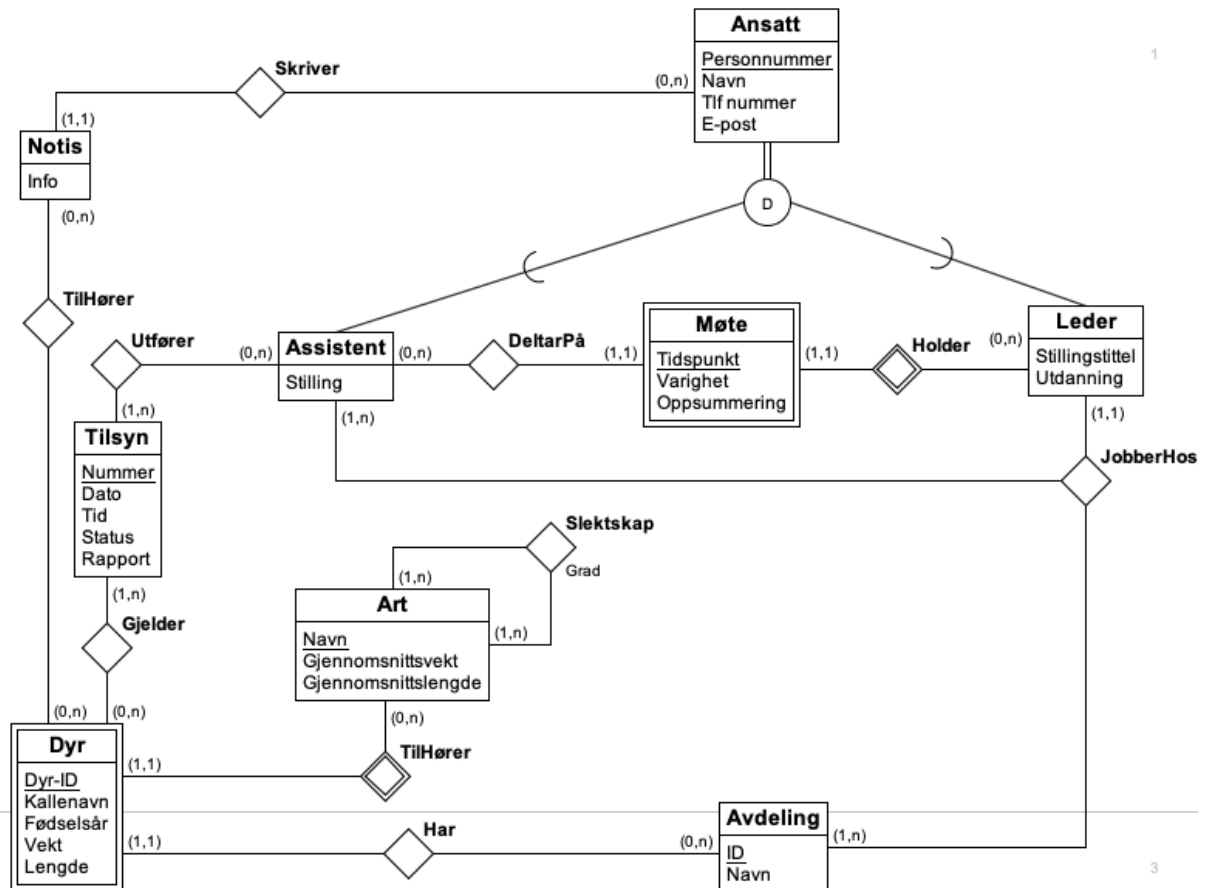 Ansatt
Personnummer
Navn
Tlf nummer
E-post
1
Skriver
(0,n)
(1,1)
Notis
Info
(0,n)
D
TilHører
Utfører
(0,n)
Assistent
Stilling
(0,n)
DeltarPå
(1,1)
Møte
Tidspunkt
Varighet
Oppsummering
(1,1)
Holder
(0,n)
Leder
Stillingstittel
Utdanning
(1,n)
(1,n)
(1,1)
Tilsyn
Nummer
Dato
Tid
Status
Rapport
JobberHos
Slektskap
Grad
(1,n)
(1,n)
Art
Navn
Gjennomsnittsvekt
Gjennomsnittslengde
(1,n)
Gjelder
(0,n)
(0,n)
(0,n)
Dyr
Dyr-ID
Kallenavn
Fødselsår
Vekt
Lengde
(1,1)
TilHører
(1,1)
Har
(0,n)
Avdeling
ID
Navn
(1,n)
3